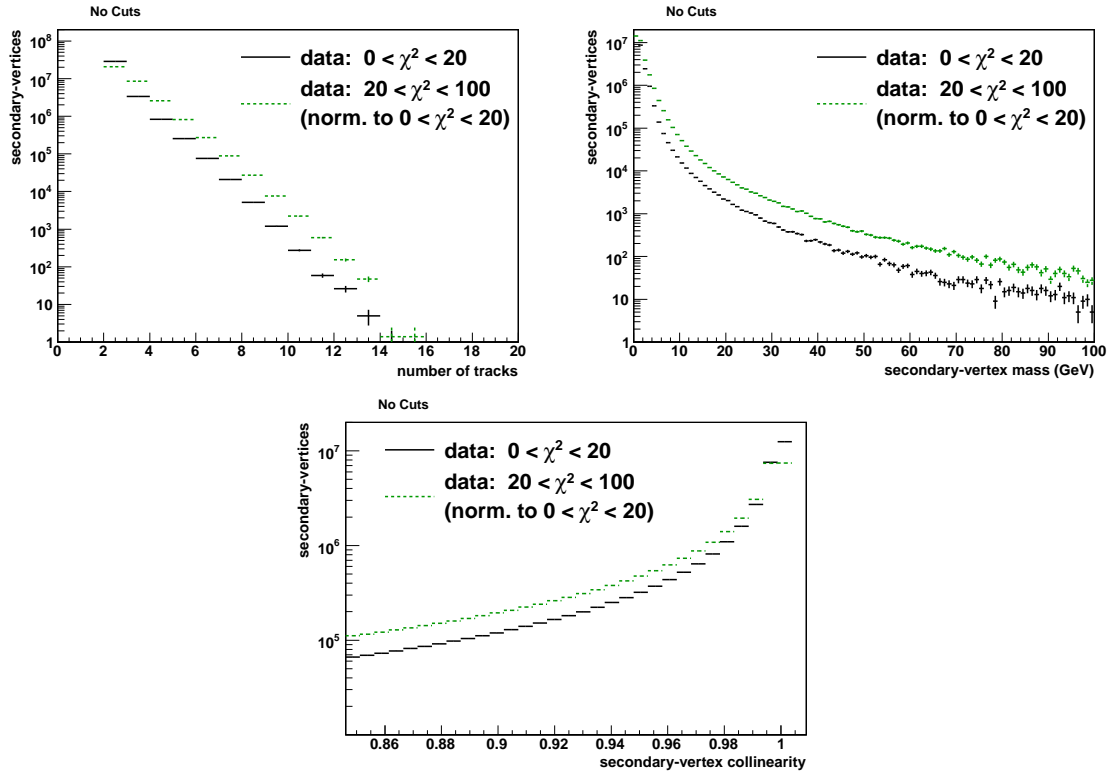 No Cuts
secondary-vertices
10⁸
10⁷
10⁶
10⁵
10⁴
10³
10²
10
1
data: 0 < χ² < 20
data: 20 < χ² < 100
(norm. to 0 < χ² < 20)
0 2 4 6 8 10 12 14 16 18 20
number of tracks
No Cuts
secondary-vertices
10⁷
10⁶
10⁵
10⁴
10³
10²
10
1
data: 0 < χ² < 20
data: 20 < χ² < 100
(norm. to 0 < χ² < 20)
0 10 20 30 40 50 60 70 80 90 100
secondary-vertex mass (GeV)
No Cuts
secondary-vertices
10⁷
10⁶
10⁵
data: 0 < χ² < 20
data: 20 < χ² < 100
(norm. to 0 < χ² < 20)
0.86 0.88 0.9 0.92 0.94 0.96 0.98 1
secondary-vertex collinearity